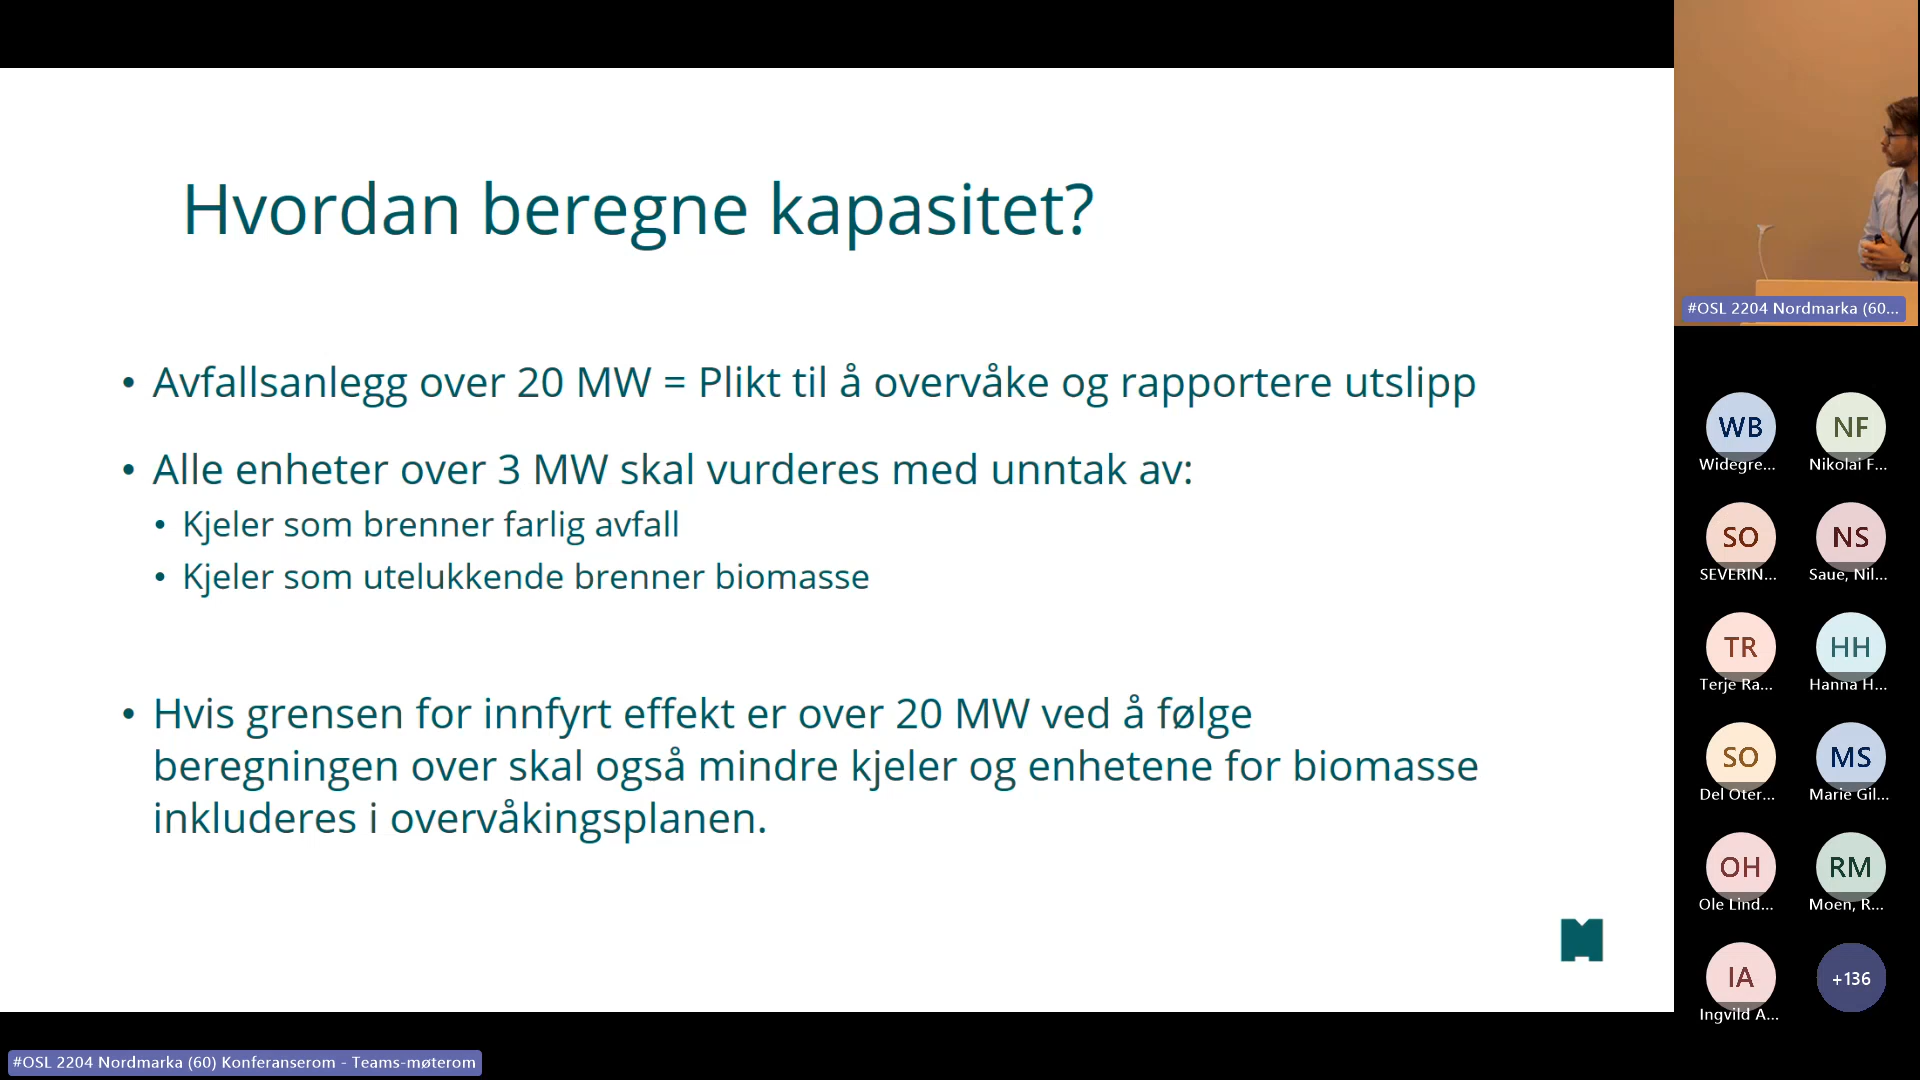 Hvordan beregne kapasitet?
• Avfallsanlegg over 20 MW = Plikt til å overvåke og rapportere utslipp
• Alle enheter over 3 MW skal vurderes med unntak av:
• Kjeler som brenner farlig avfall
• Kjeler som utelukkende brenner biomasse
• Hvis grensen for innfyrt effekt er over 20 MW ved å følge
beregningen over skal også mindre kjeler og enhetene for biomasse
inkluderes i overvåkingsplanen.
#OSL 2204 Nordmarka (60) Konferanserom - Teams-møterom
#OSL 2204 Nordmarka (60...
WB
Widegre...
NF
Nikolai F...
SO
SEVERIN...
NS
Saue, Nil...
TR
Terje Ra...
HH
Hanna H...
SO
Del Oter...
MS
Marie Gil...
OH
Ole Lind...
RM
Moen, R...
IA
Ingvild A...
+136